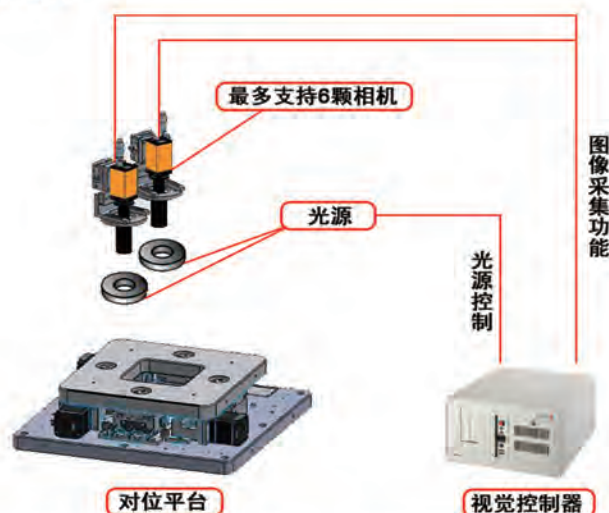 最多支持6颗相机
光源
图像采集功能
光源控制
对位平台
视觉控制器